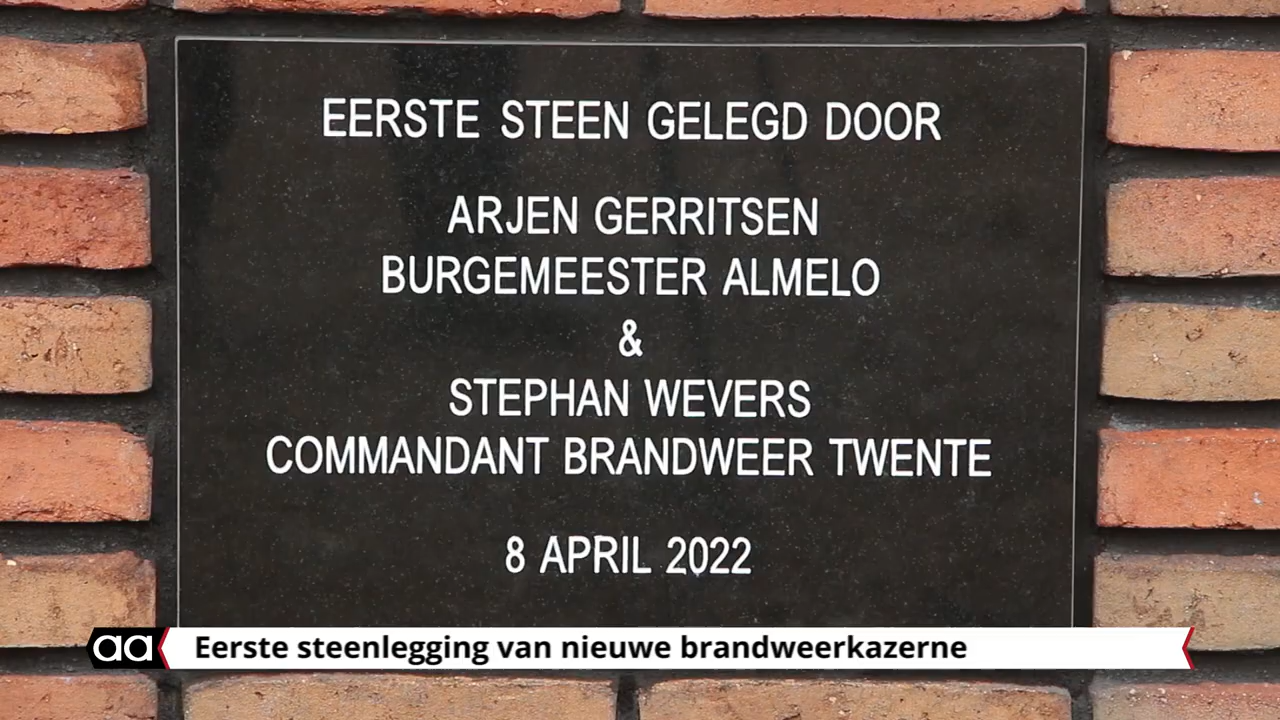 EERSTE STEEN GELEGD DOOR
ARJEN GERRITSEN
BURGEMEESTER ALMELO
&
STEPHAN WEVERS
COMMANDANT BRANDWEER TWENTE
8 APRIL 2022
aa
Eerste steenlegging van nieuwe brandweerkazerne